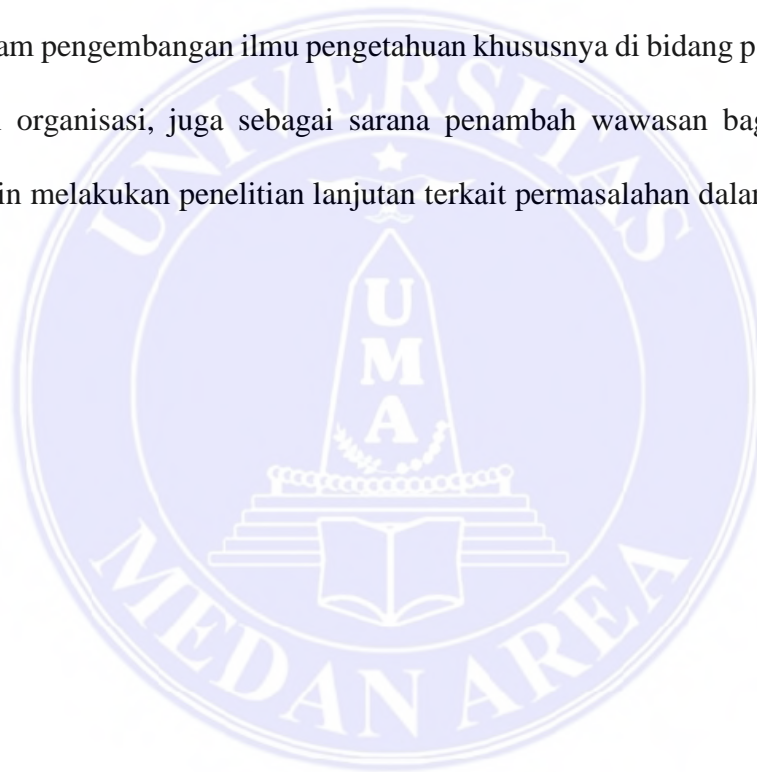 am pengembangan ilmu pengetahuan khususnya di bidang p
organisasi, juga sebagai sarana penambah wawasan bag
in melakukan penelitian lanjutan terkait permasalahan dalam
UNIVERSITAS
UMA
MEDAN AREA